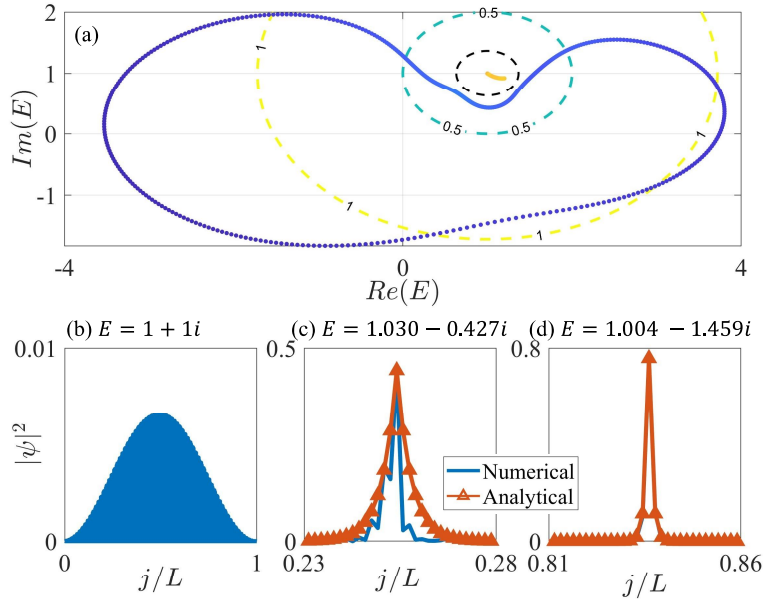 (a)
0.5
1
1
0.5
0.5
1
1
2
1
0
-1
Im(E)
-4
0
4
Re(E)
(b) E = 1 + 1i
(c) E = 1.030 − 0.427i
(d) E = 1.004 − 1.459i
0.01
0
|ψ|²
0
1
j/L
0.5
0
0.23
0.28
j/L
0.8
0
0.81
0.86
j/L
Numerical
Analytical